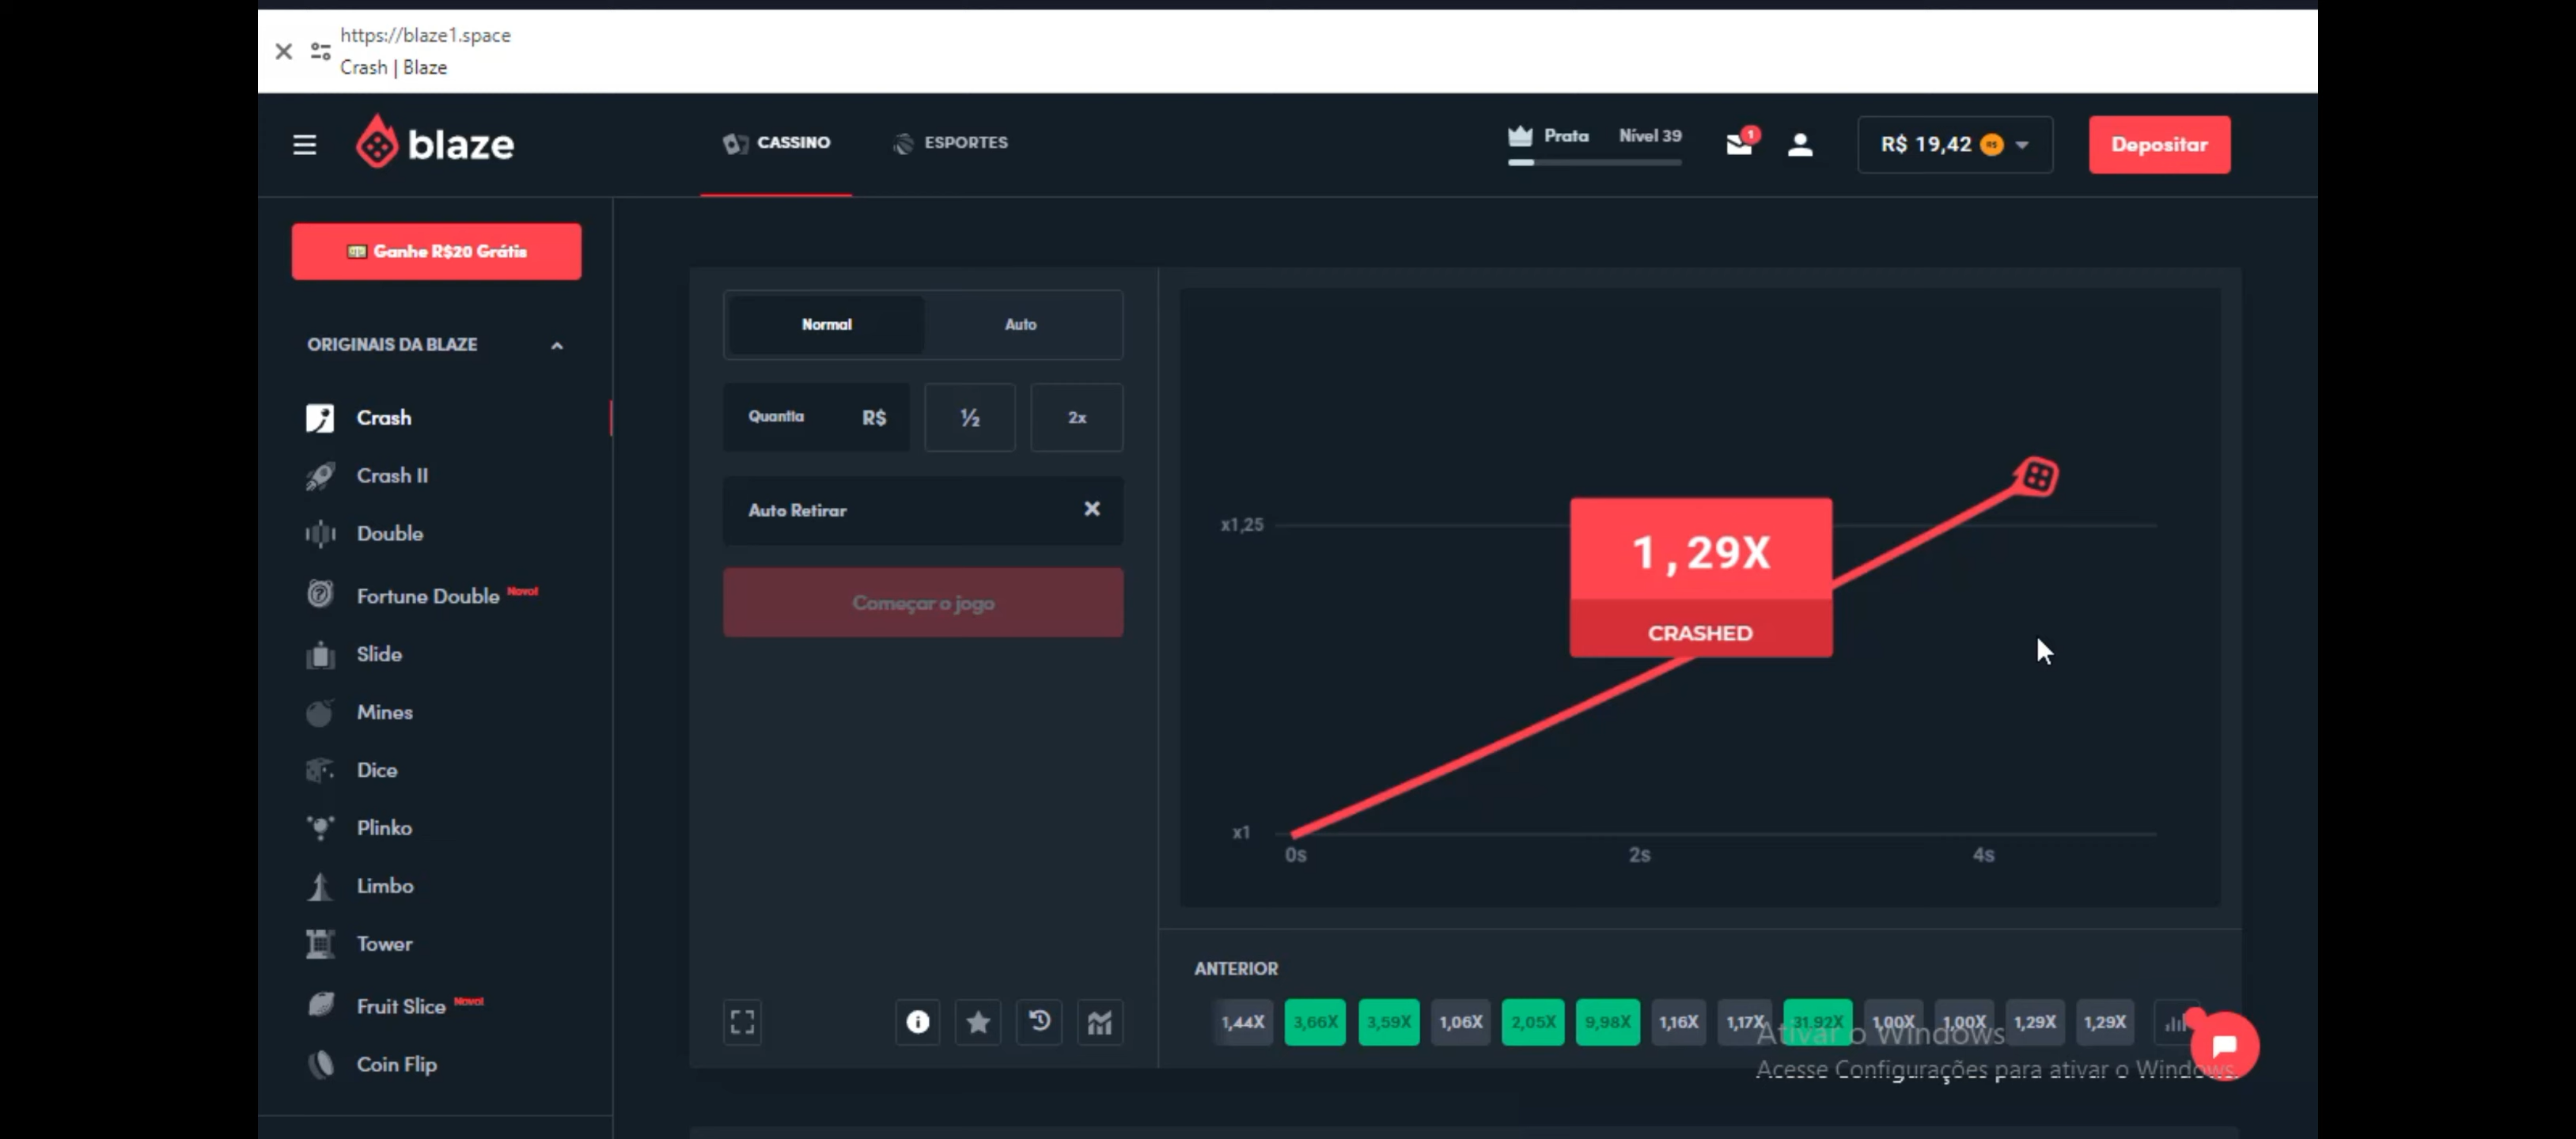 https://blaze1.space
Crash | Blaze
blaze
CASSINO
ESPORTES
Prata Nível 39
1
R$ 19,42
R$
Depositar
Ganhe R$20 Grátis
ORIGINAIS DA BLAZE
Crash
Crash II
Double
Fortune Double Novo!
Slide
Mines
Dice
Plinko
Limbo
Tower
Fruit Slice Novo!
Coin Flip
Normal
Auto
Quantia R$
½
2x
Auto Retirar
Começar o jogo
x1,25
1,29X
CRASHED
x1
0s 2s 4s
ANTERIOR
1,44X 3,66X 3,59X 1,06X 2,05X 9,98X 1,16X 1,17X 31,92X 1,00X 1,00X 1,29X 1,29X
Ativar o Windows
Acesse Configurações para ativar o Windows.